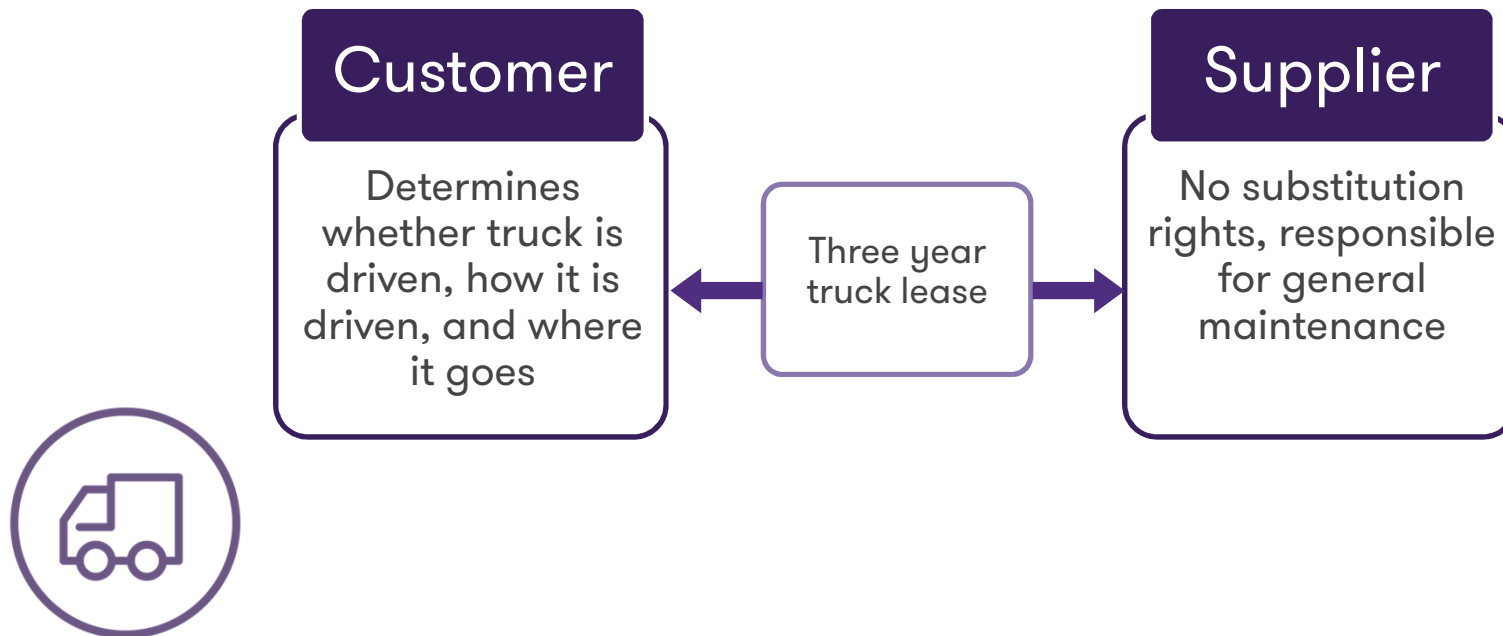 Customer
Determines
whether truck is
driven, how it is
driven, and where
it goes
Three year
truck lease
Supplier
No substitution
rights, responsible
for general
maintenance